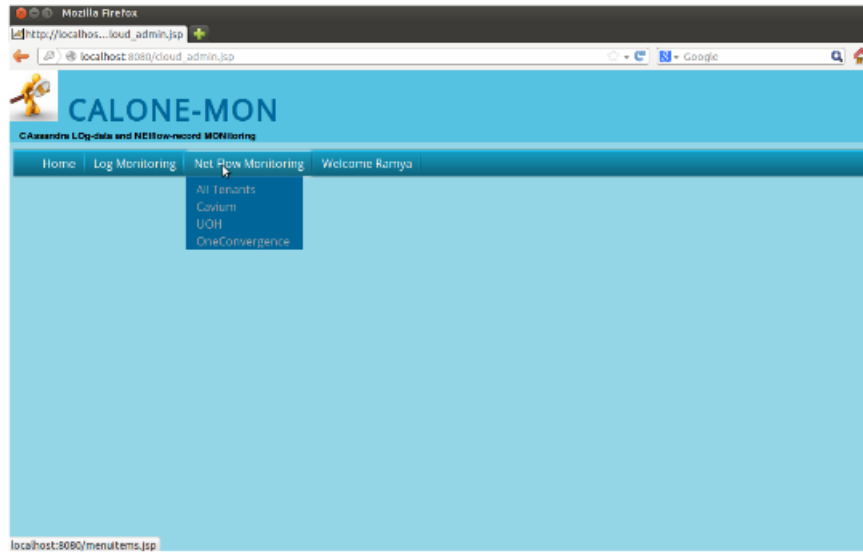 Mozilla Firefox
http://localhos...loud_admin.jsp
localhost:8080/cloud_admin.jsp
Google
CALONE-MON
CAssandra LOg-data and NEtflow-record MONitoring
Home Log Monitoring Net Flow Monitoring Welcome Ramya
All Tenants
Cavium
UOH
OneConvergence
localhost:8080/menuitems.jsp